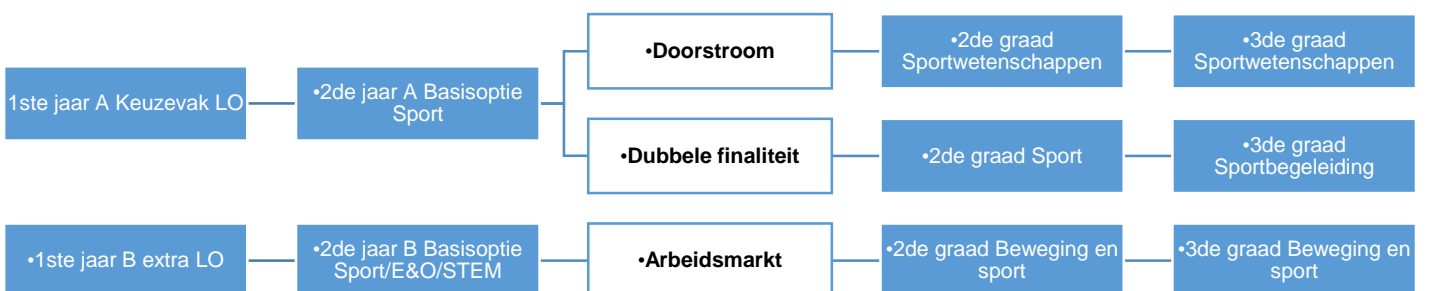 •Doorstroom
•2de graad
Sportwetenschappen
•3de graad
Sportwetenschappen
1ste jaar A Keuzevak LO
•2de jaar A Basisoptie
Sport
•Dubbele finaliteit
•2de graad Sport
•3de graad
Sportbegeleiding
•1ste jaar B extra LO
•2de jaar B Basisoptie
Sport/E&O/STEM
•Arbeidsmarkt
•2de graad Beweging en
sport
•3de graad Beweging en
sport